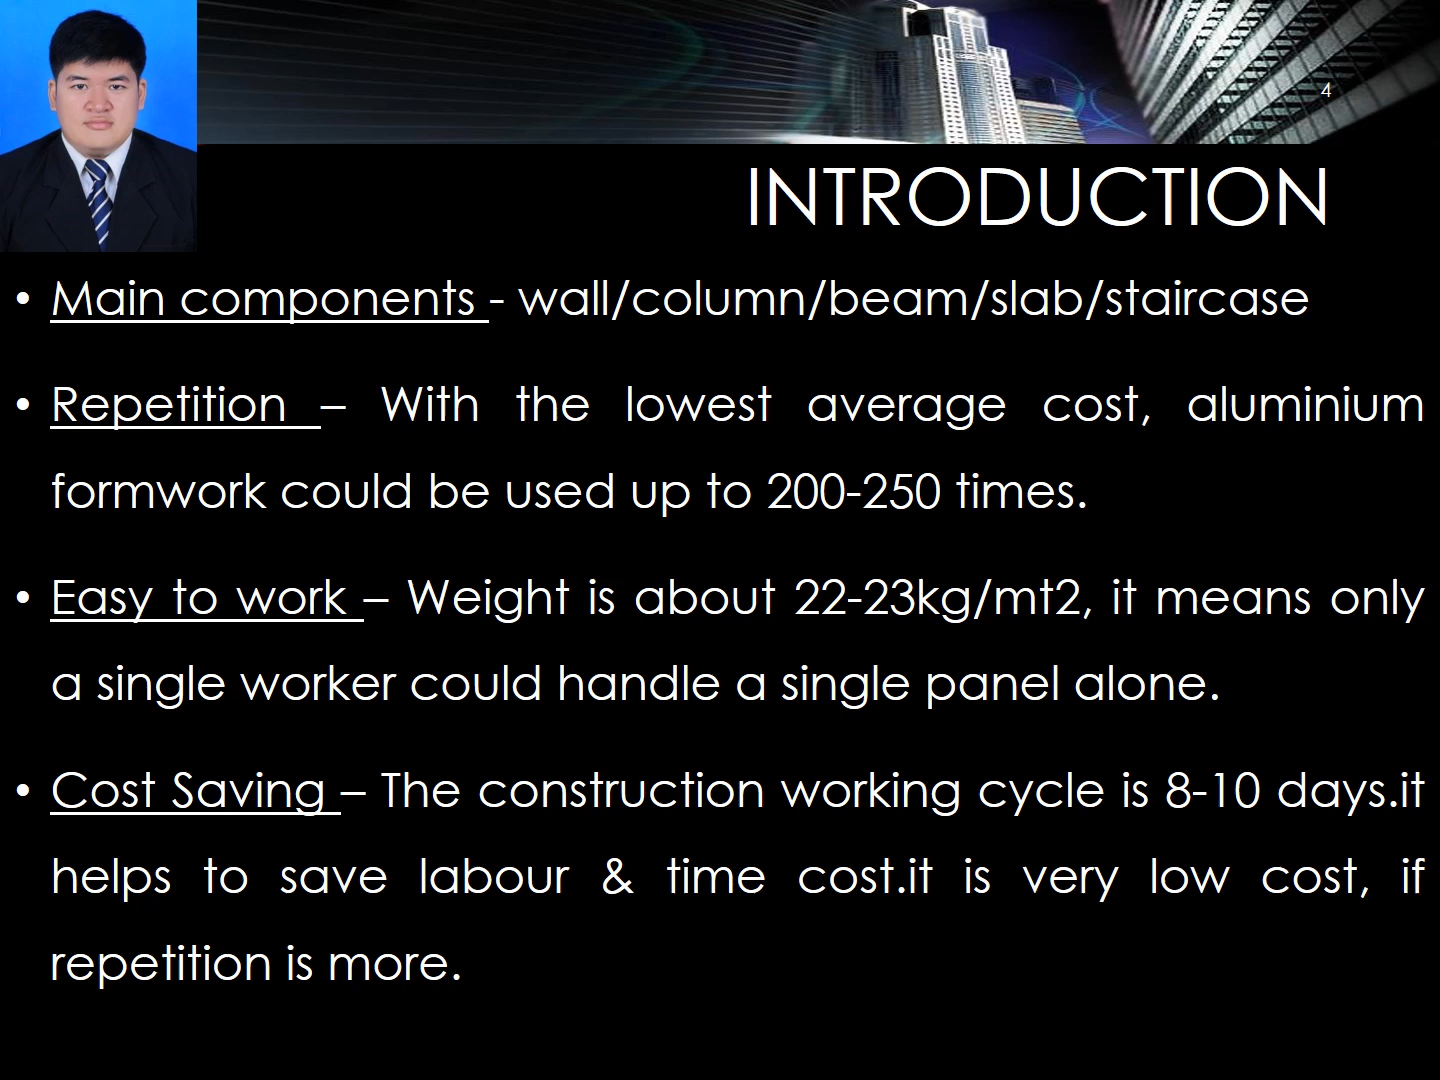 4
INTRODUCTION
• Main components - wall/column/beam/slab/staircase
• Repetition – With the lowest average cost, aluminium
formwork could be used up to 200-250 times.
• Easy to work – Weight is about 22-23kg/mt2, it means only
a single worker could handle a single panel alone.
• Cost Saving – The construction working cycle is 8-10 days.it
helps to save labour & time cost.it is very low cost, if
repetition is more.